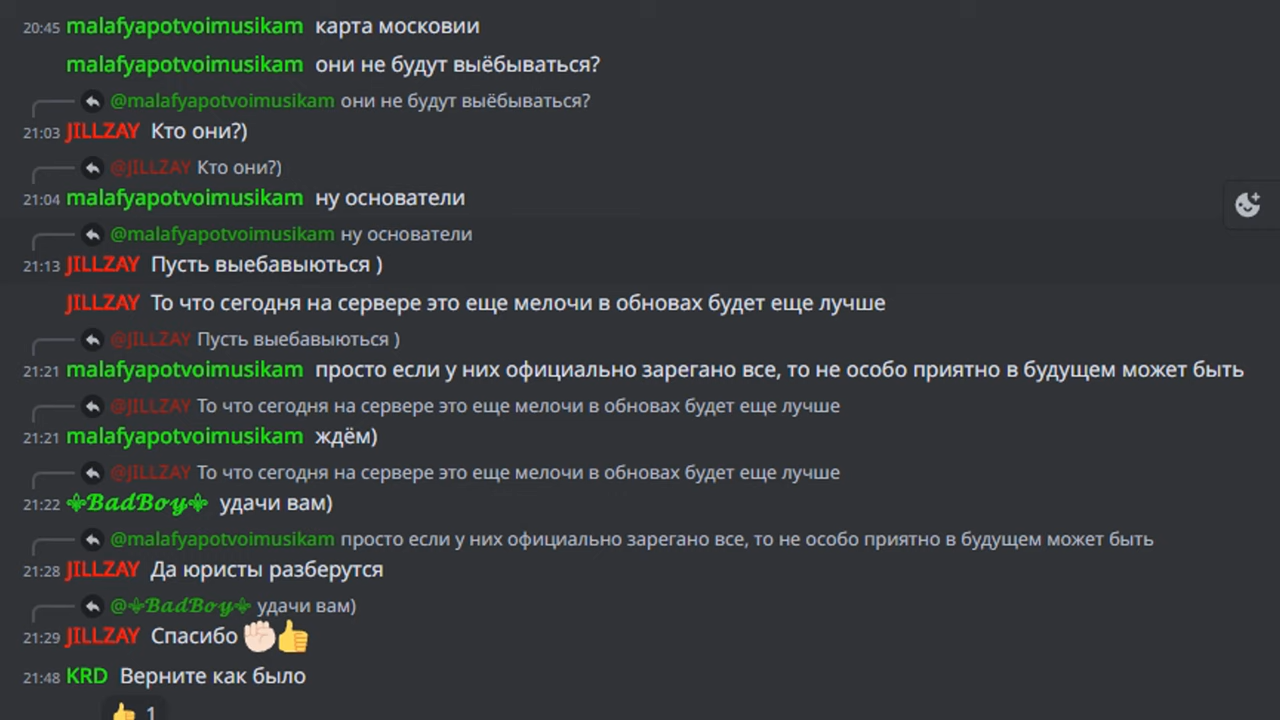 20:45 malafyapotvoimusikam карта московии
malafyapotvoimusikam они не будут выёбываться?
@malafyapotvoimusikam они не будут выёбываться?
21:03 JILLZAY Кто они?)
@JILLZAY Кто они?)
21:04 malafyapotvoimusikam ну основатели
@malafyapotvoimusikam ну основатели
21:13 JILLZAY Пусть выебавыються )
JILLZAY То что сегодня на сервере это еще мелочи в обновах будет еще лучше
@JILLZAY Пусть выебавыються )
21:21 malafyapotvoimusikam просто если у них официально зарегано все, то не особо приятно в будущем может быть
@JILLZAY То что сегодня на сервере это еще мелочи в обновах будет еще лучше
21:21 malafyapotvoimusikam ждём)
@JILLZAY То что сегодня на сервере это еще мелочи в обновах будет еще лучше
21:22 ⚜𝓑𝓪𝓭𝓑𝓸𝔂⚜ удачи вам)
@malafyapotvoimusikam просто если у них официально зарегано все, то не особо приятно в будущем может быть
21:28 JILLZAY Да юристы разберутся
@⚜𝓑𝓪𝓭𝓑𝓸𝔂⚜ удачи вам)
21:29 JILLZAY Спасибо ✊🏻👍
21:48 KRD Верните как было
👍 1